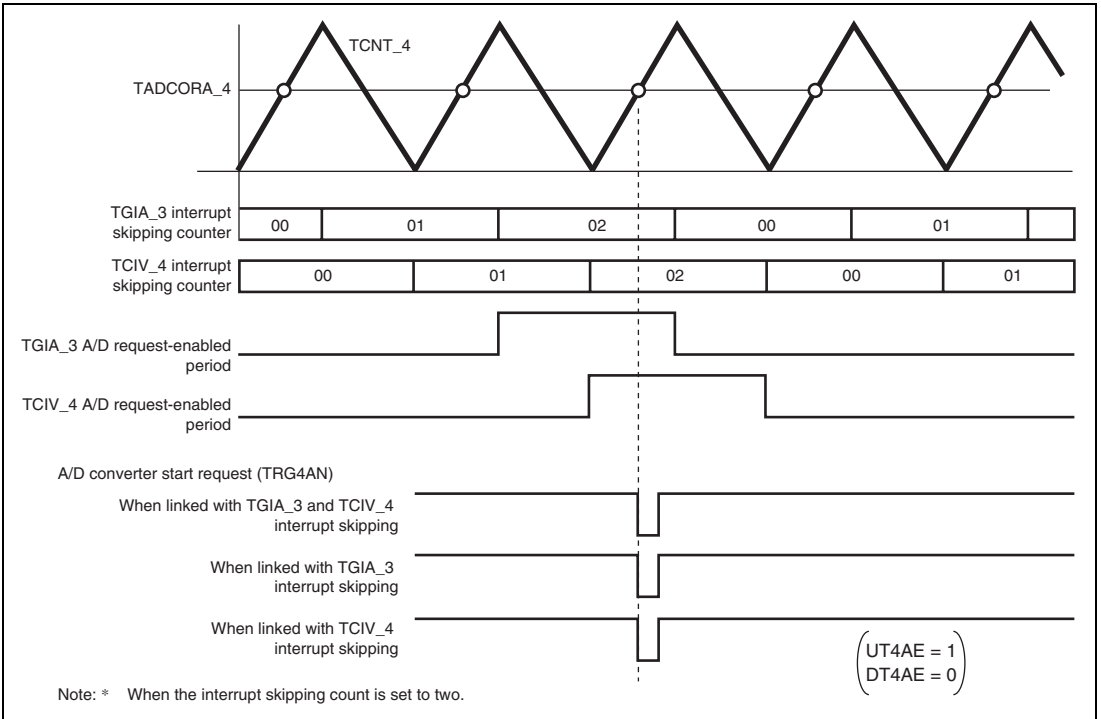 TCNT_4
TADCORA_4
TGIA_3 interrupt
skipping counter
00 01 02 00 01
TCIV_4 interrupt
skipping counter
00 01 02 00 01
TGIA_3 A/D request-enabled
period
TCIV_4 A/D request-enabled
period
A/D converter start request (TRG4AN)
When linked with TGIA_3 and TCIV_4
interrupt skipping
When linked with TGIA_3
interrupt skipping
When linked with TCIV_4
interrupt skipping
UT4AE = 1
DT4AE = 0
Note: * When the interrupt skipping count is set to two.